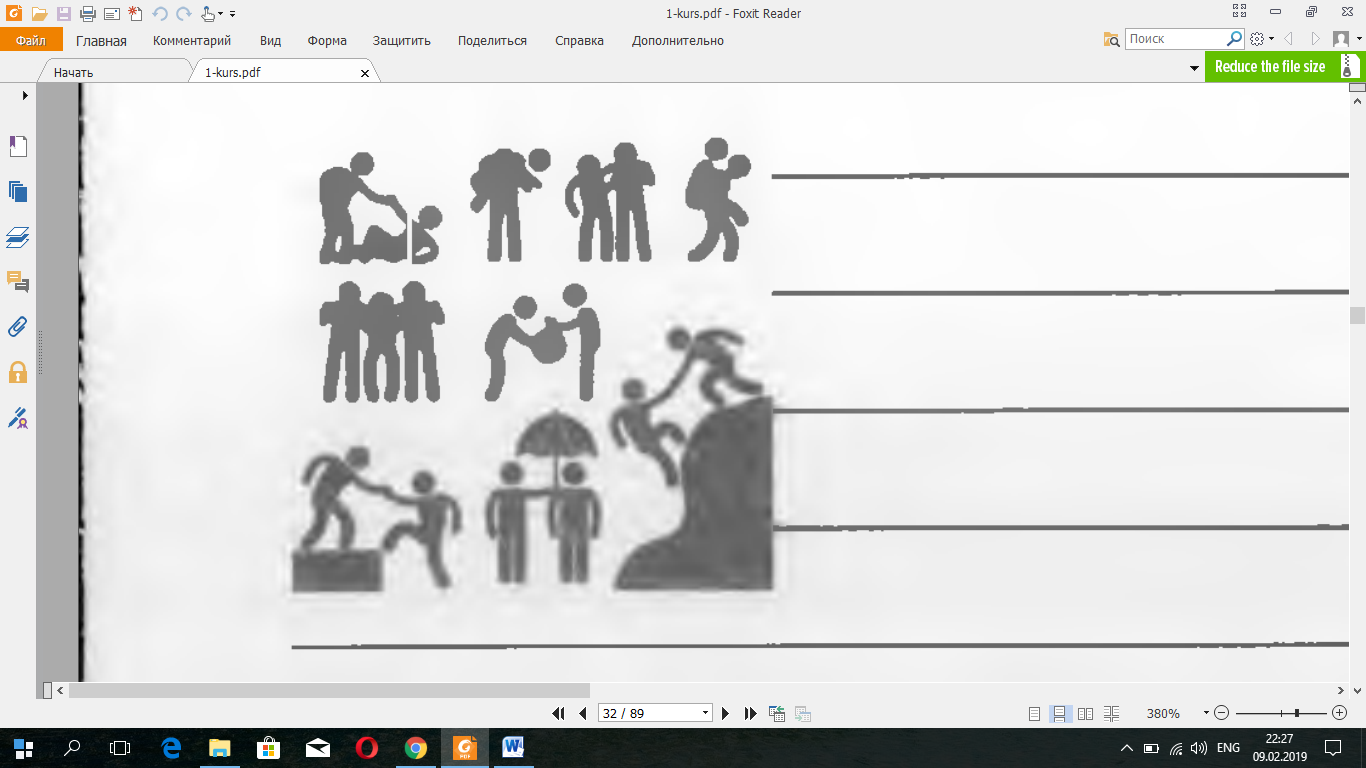 1-kurs.pdf - Foxit Reader
Файл Главная Комментарий Вид Форма Защитить Поделиться Справка Дополнительно Поиск
Начать 1-kurs.pdf Reduce the file size
32 / 89 380%
ENG 22:27
09.02.2019